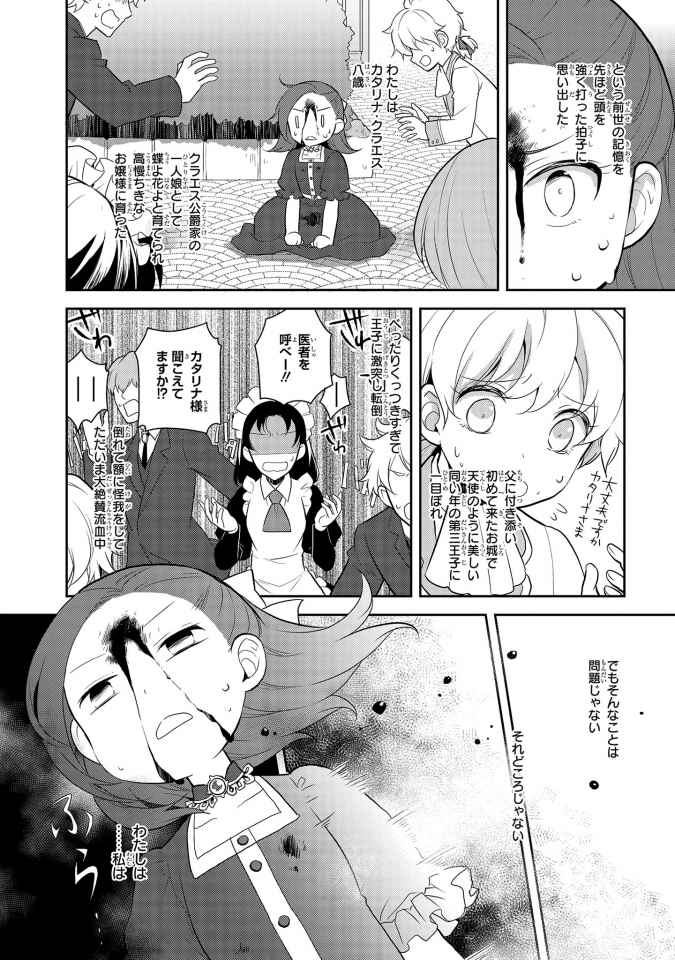 という前世の記憶を
先ほど頭を
強く打った拍子に
思い出した
わたしは
カタリナ・クラエス
八歳
クラエス公爵家の
一人娘として
蝶よ花よと育てられ
高慢ちきな
お嬢様に育った
大丈夫ですか
カタリナさま
父に付き添い
初めて来たお城で
天使のように美しい
同い年の第三王子に
一目ぼれ
べったりくっつきすぎて
王子に激突し転倒
医者を
呼べー!!
カタリナ様
聞こえて
ますか!?
倒れて額に怪我をして
ただいま大絶賛流血中
でもそんなことは
問題じゃない
それどころじゃない
わたしは
……私は
ふら…